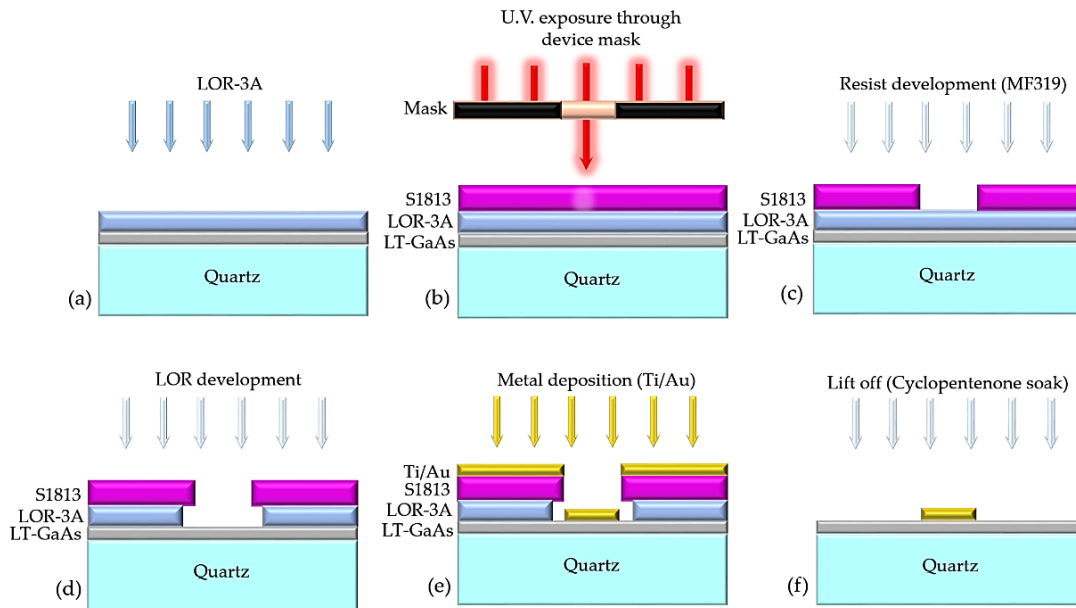 LOR-3A
Quartz
(a)
U.V. exposure through
device mask
Mask
S1813
LOR-3A
LT-GaAs
Quartz
(b)
Resist development (MF319)
S1813
LOR-3A
LT-GaAs
Quartz
(c)
LOR development
S1813
LOR-3A
LT-GaAs
Quartz
(d)
Metal deposition (Ti/Au)
Ti/Au
S1813
LOR-3A
LT-GaAs
Quartz
(e)
Lift off (Cyclopentenone soak)
Quartz
(f)